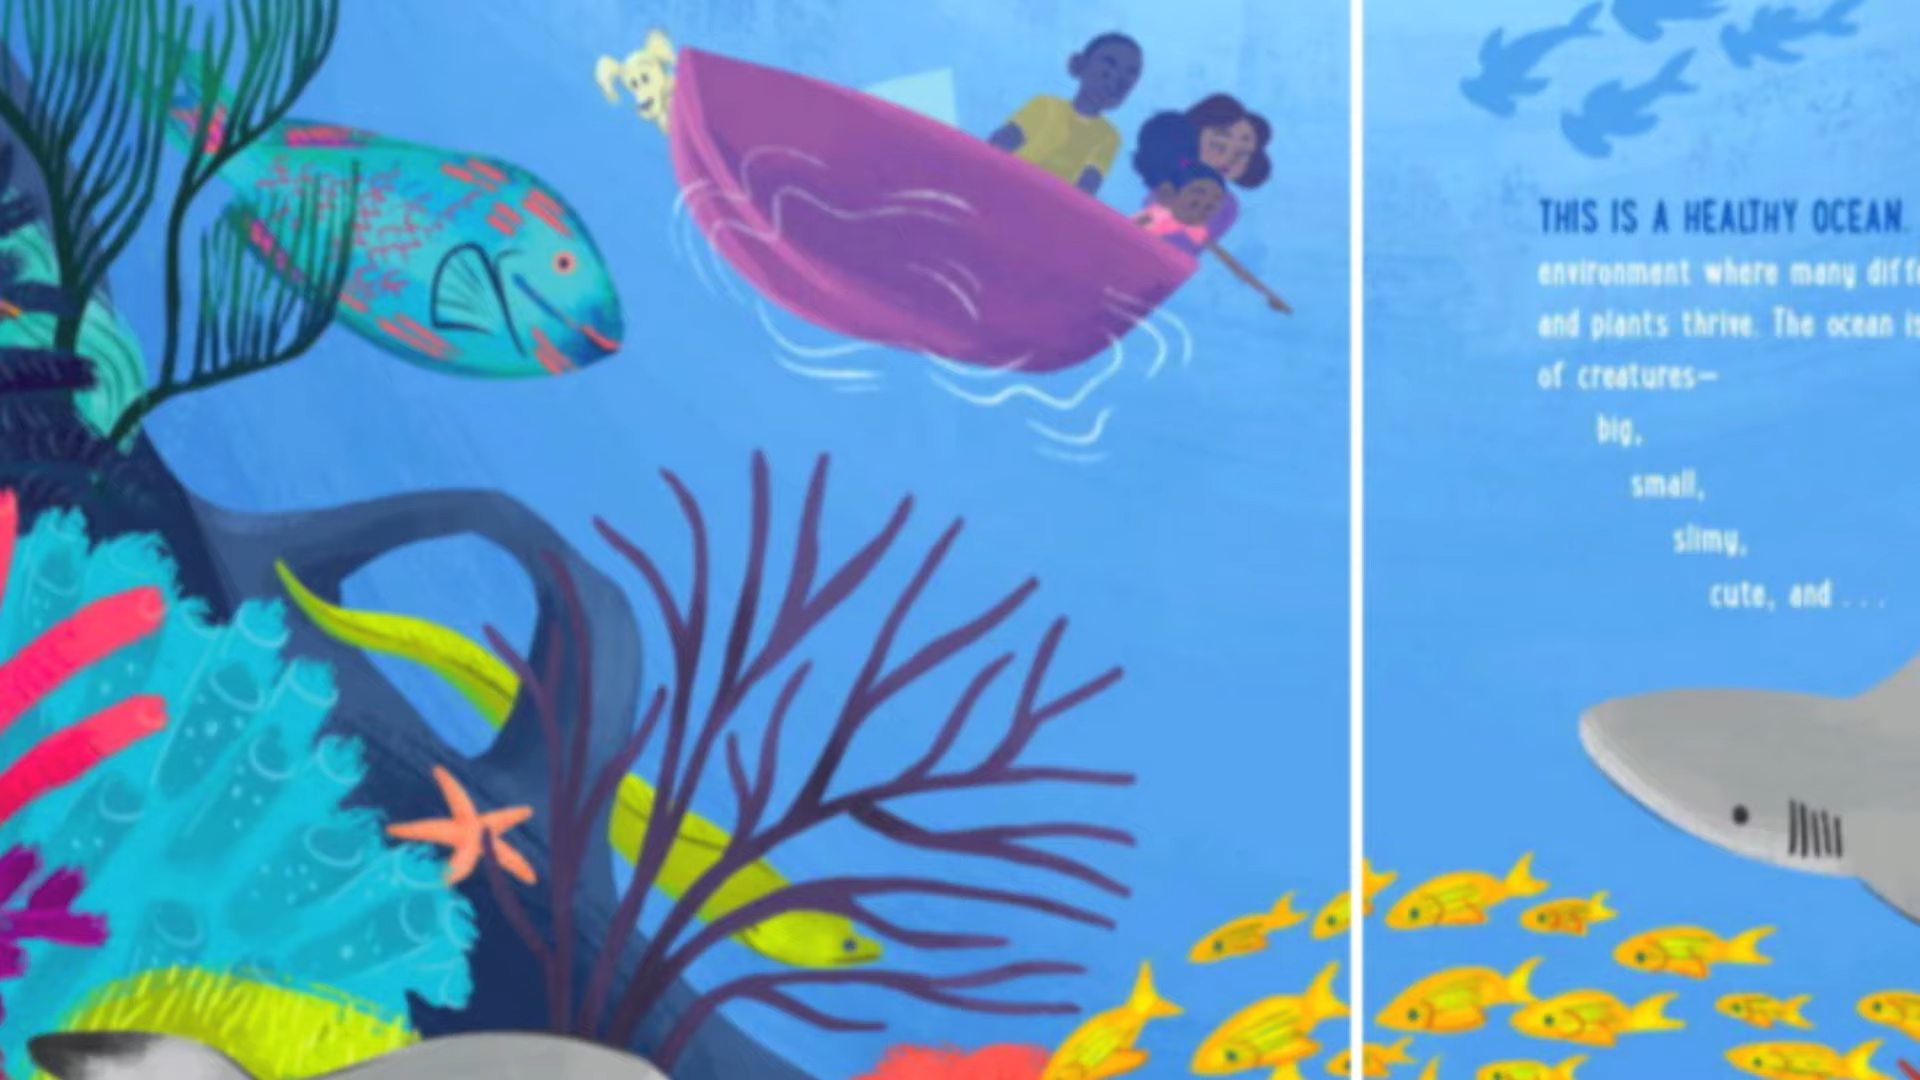 THIS IS A HEALTHY OCEAN.
environment where many
and plants thrive. The ocean is
of creatures—
big,
small,
slimy,
cute, and . . .